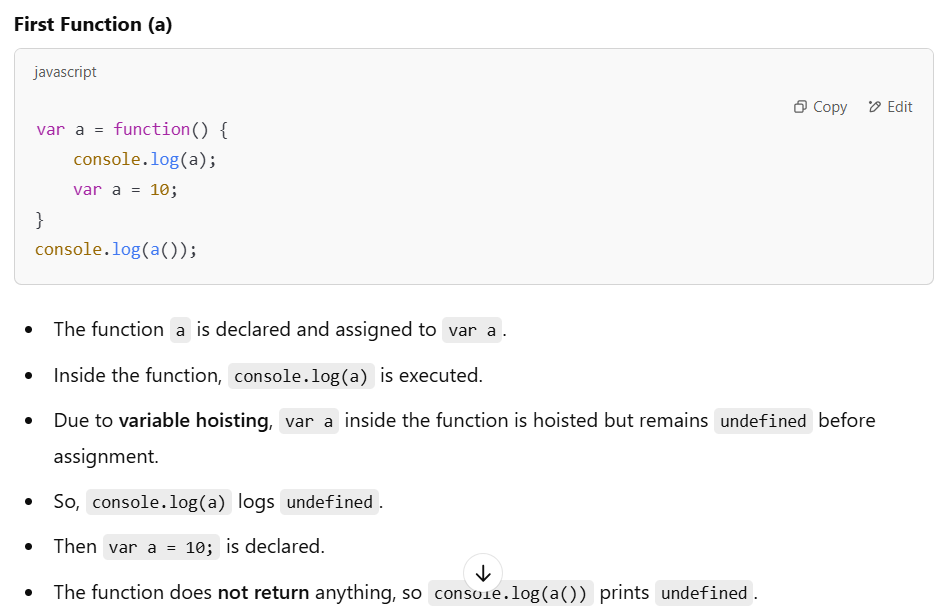 First Function (a)
javascript
Copy Edit
var a = function() {
    console.log(a);
    var a = 10;
}
console.log(a());
• The function a is declared and assigned to var a.
• Inside the function, console.log(a) is executed.
• Due to variable hoisting, var a inside the function is hoisted but remains undefined before
assignment.
• So, console.log(a) logs undefined.
• Then var a = 10; is declared.
• The function does not return anything, so console.log(a()) prints undefined.